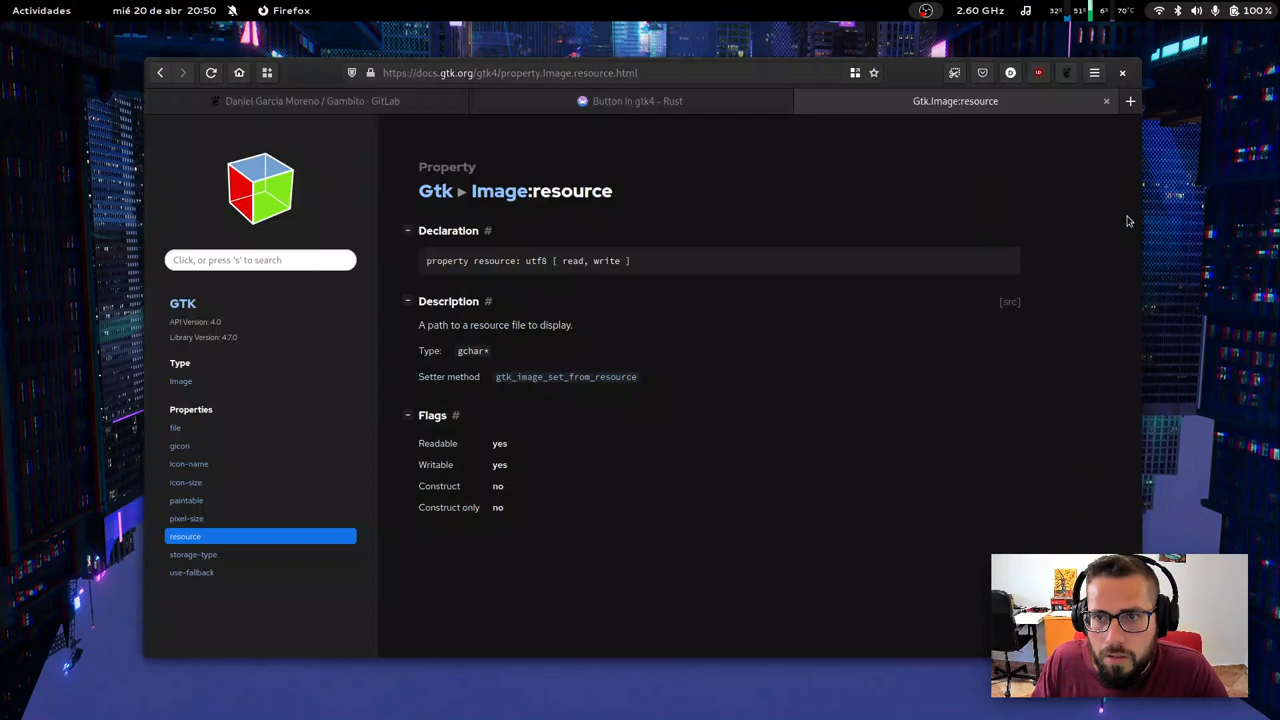 Actividades
mié 20 de abr 20:50
Firefox
2.60 GHz
32%
51%
6%
70°C
100 %
https://docs.gtk.org/gtk4/property.Image.resource.html
Daniel García Moreno / Gambito · GitLab
Button in gtk4 - Rust
Gtk.Image:resource
Click, or press 's' to search
GTK
API Version: 4.0
Library Version: 4.7.0
Type
Image
Properties
file
gicon
icon-name
icon-size
paintable
pixel-size
resource
storage-type
use-fallback
Property
Gtk ▸ Image:resource
− Declaration #
property resource: utf8 [ read, write ]
− Description #
[src]
A path to a resource file to display.
Type: gchar*
Setter method gtk_image_set_from_resource
− Flags #
Readable yes
Writable yes
Construct no
Construct only no